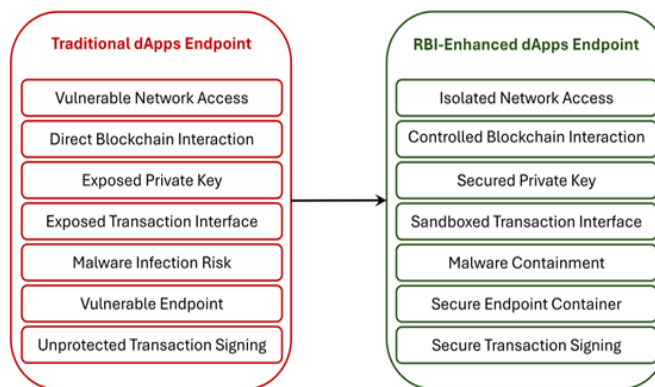 Traditional dApps Endpoint
Vulnerable Network Access
Direct Blockchain Interaction
Exposed Private Key
Exposed Transaction Interface
Malware Infection Risk
Vulnerable Endpoint
Unprotected Transaction Signing
RBI-Enhanced dApps Endpoint
Isolated Network Access
Controlled Blockchain Interaction
Secured Private Key
Sandboxed Transaction Interface
Malware Containment
Secure Endpoint Container
Secure Transaction Signing